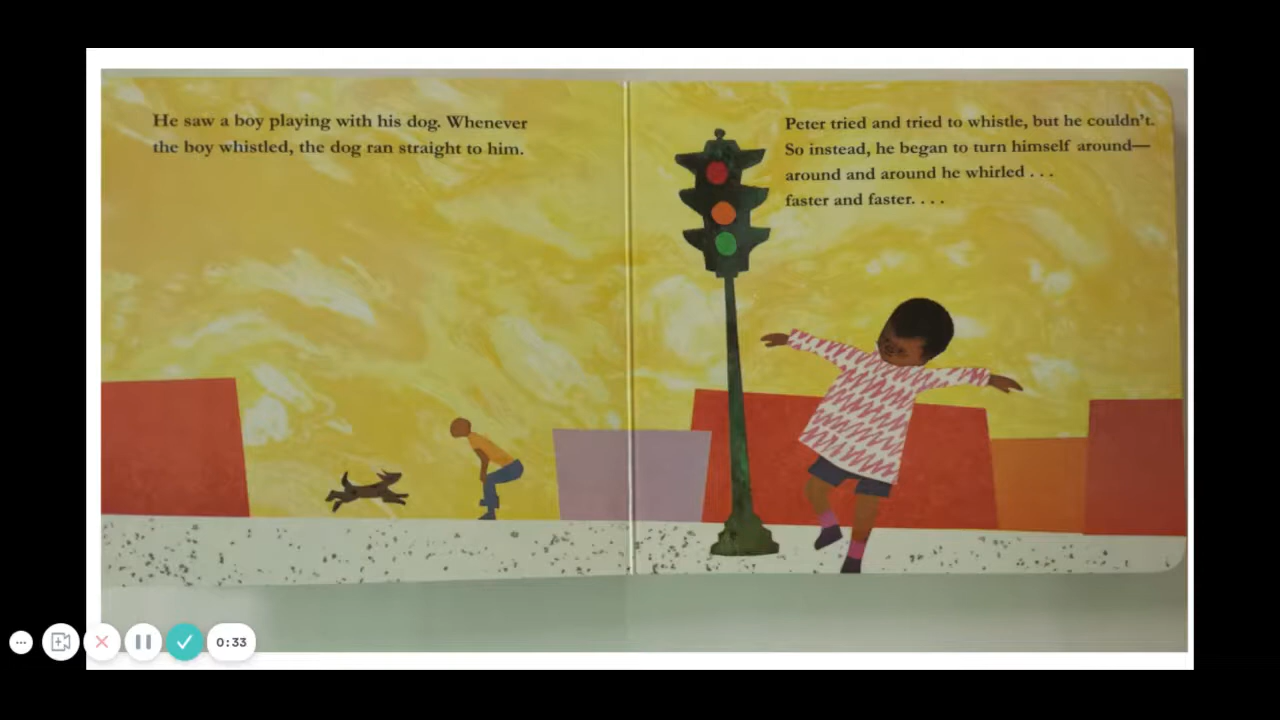 He saw a boy playing with his dog. Whenever
the boy whistled, the dog ran straight to him.
Peter tried and tried to whistle, but he couldn't.
So instead, he began to turn himself around—
around and around he whirled . . .
faster and faster. . . .
0:33